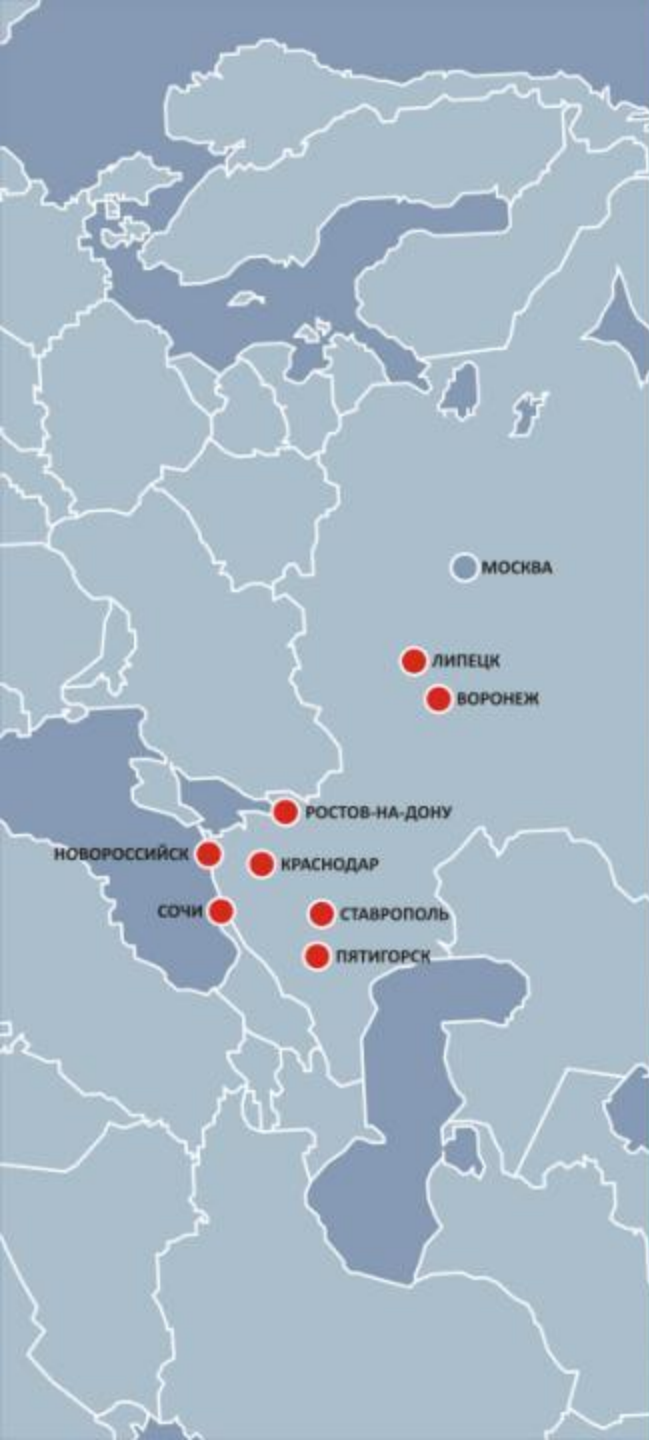 МОСКВА
ЛИПЕЦК
ВОРОНЕЖ
РОСТОВ-НА-ДОНУ
НОВОРОССИЙСК
КРАСНОДАР
СОЧИ
СТАВРОПОЛЬ
ПЯТИГОРСК